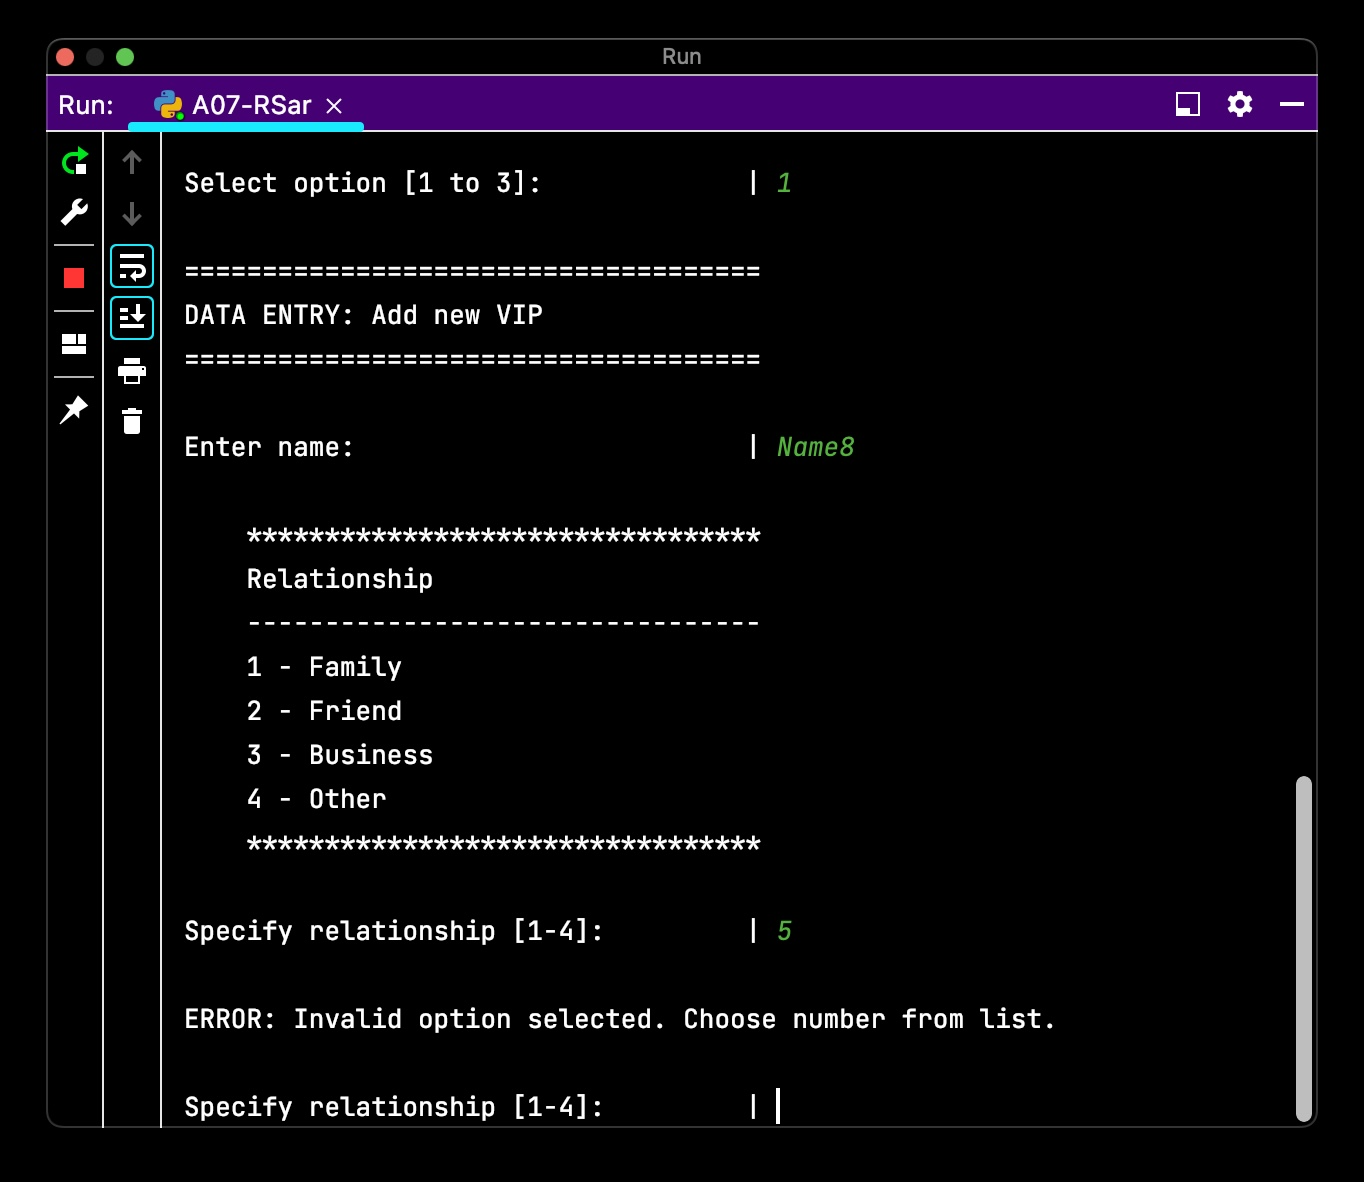 Run
Run: A07-RSar
Select option [1 to 3]: | 1
=====================================
DATA ENTRY: Add new VIP
=====================================
Enter name: | Name8
*********************************
Relationship
---------------------------------
1 - Family
2 - Friend
3 - Business
4 - Other
*********************************
Specify relationship [1-4]: | 5
ERROR: Invalid option selected. Choose number from list.
Specify relationship [1-4]: |